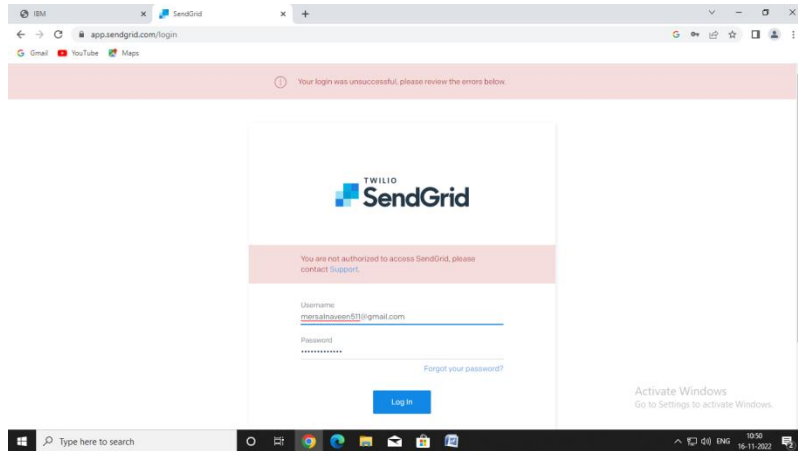 IBM
SendGrid
app.sendgrid.com/login
Gmail YouTube Maps
Your login was unsuccessful, please review the errors below.
TWILIO
SendGrid
You are not authorized to access SendGrid, please
contact Support.
Username
mersalnaveen511@gmail.com
Password
Forgot your password?
Log In
Activate Windows
Go to Settings to activate Windows.
Type here to search
ENG
10:50
16-11-2022